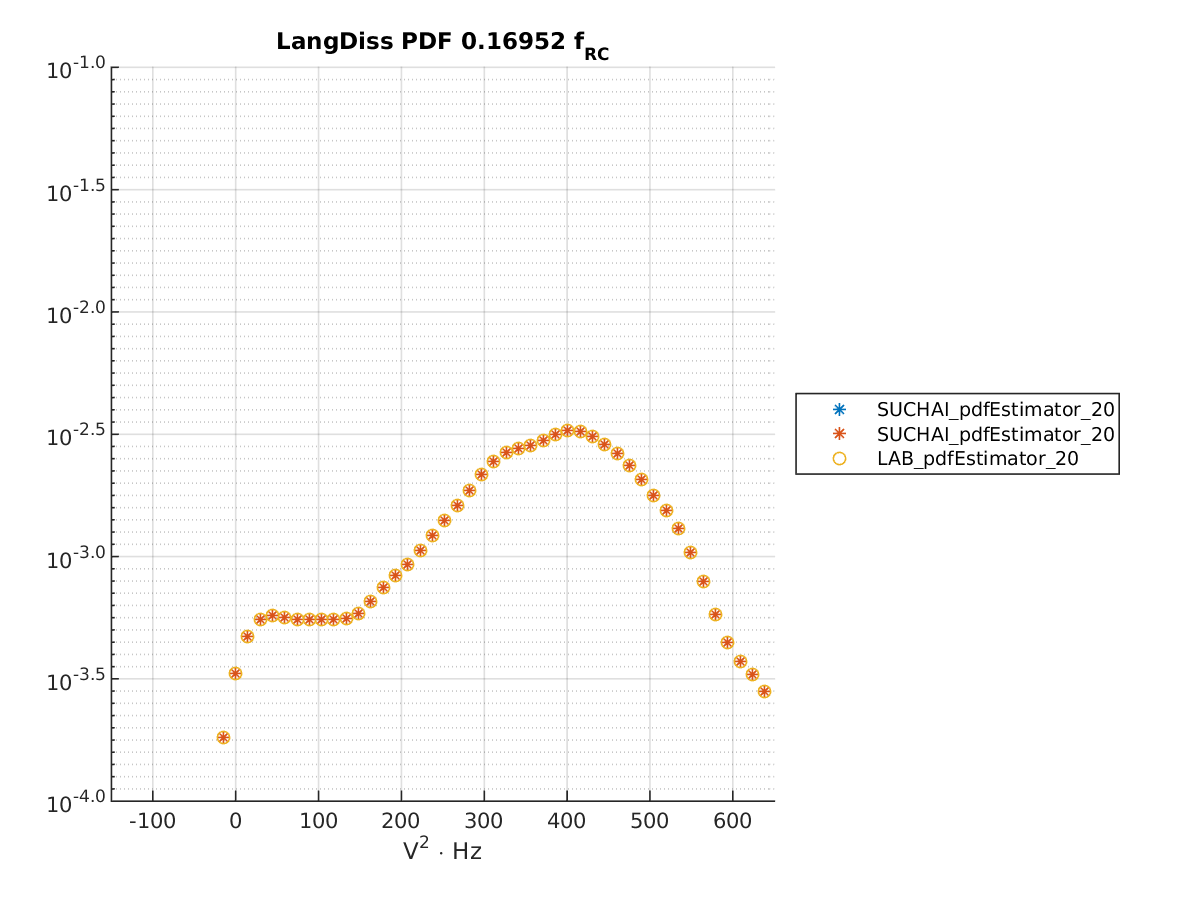 LangDiss PDF 0.16952 f_RC
10^-1.0
10^-1.5
10^-2.0
10^-2.5
10^-3.0
10^-3.5
10^-4.0
-100 0 100 200 300 400 500 600
V^2 · Hz
SUCHAI_pdfEstimator_20
SUCHAI_pdfEstimator_20
LAB_pdfEstimator_20